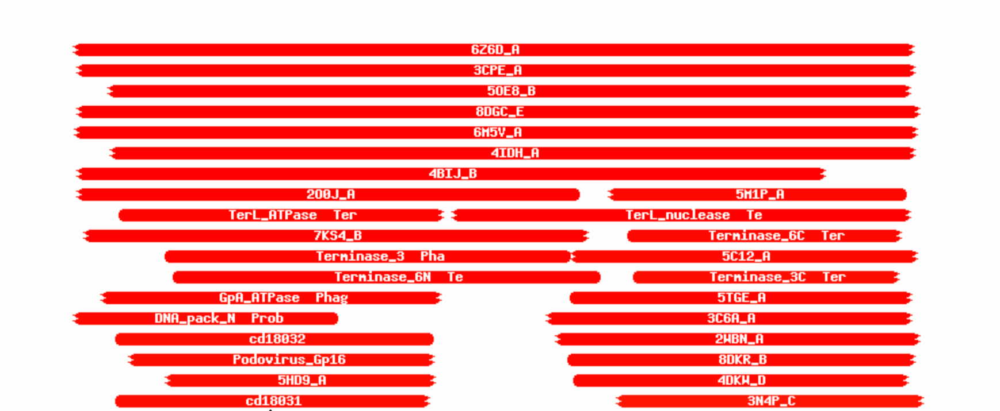 6Z6D_A
3CPE_A
5OE8_B
8DGC_E
6M5V_A
4IDH_A
4BIJ_B
2O0J_A 5M1P_A
TerL_ATPase Ter TerL_nuclease Te
7KS4_B Terminase_6C Ter
Terminase_3 Pha 5C12_A
Terminase_6N Te Terminase_3C Ter
GpA_ATPase Phag 5TGE_A
DNA_pack_N Prob 3C6A_A
cd18032 2WBN_A
Podovirus_Gp16 8DKR_B
5HD9_A 4DKW_D
cd18031 3N4P_C